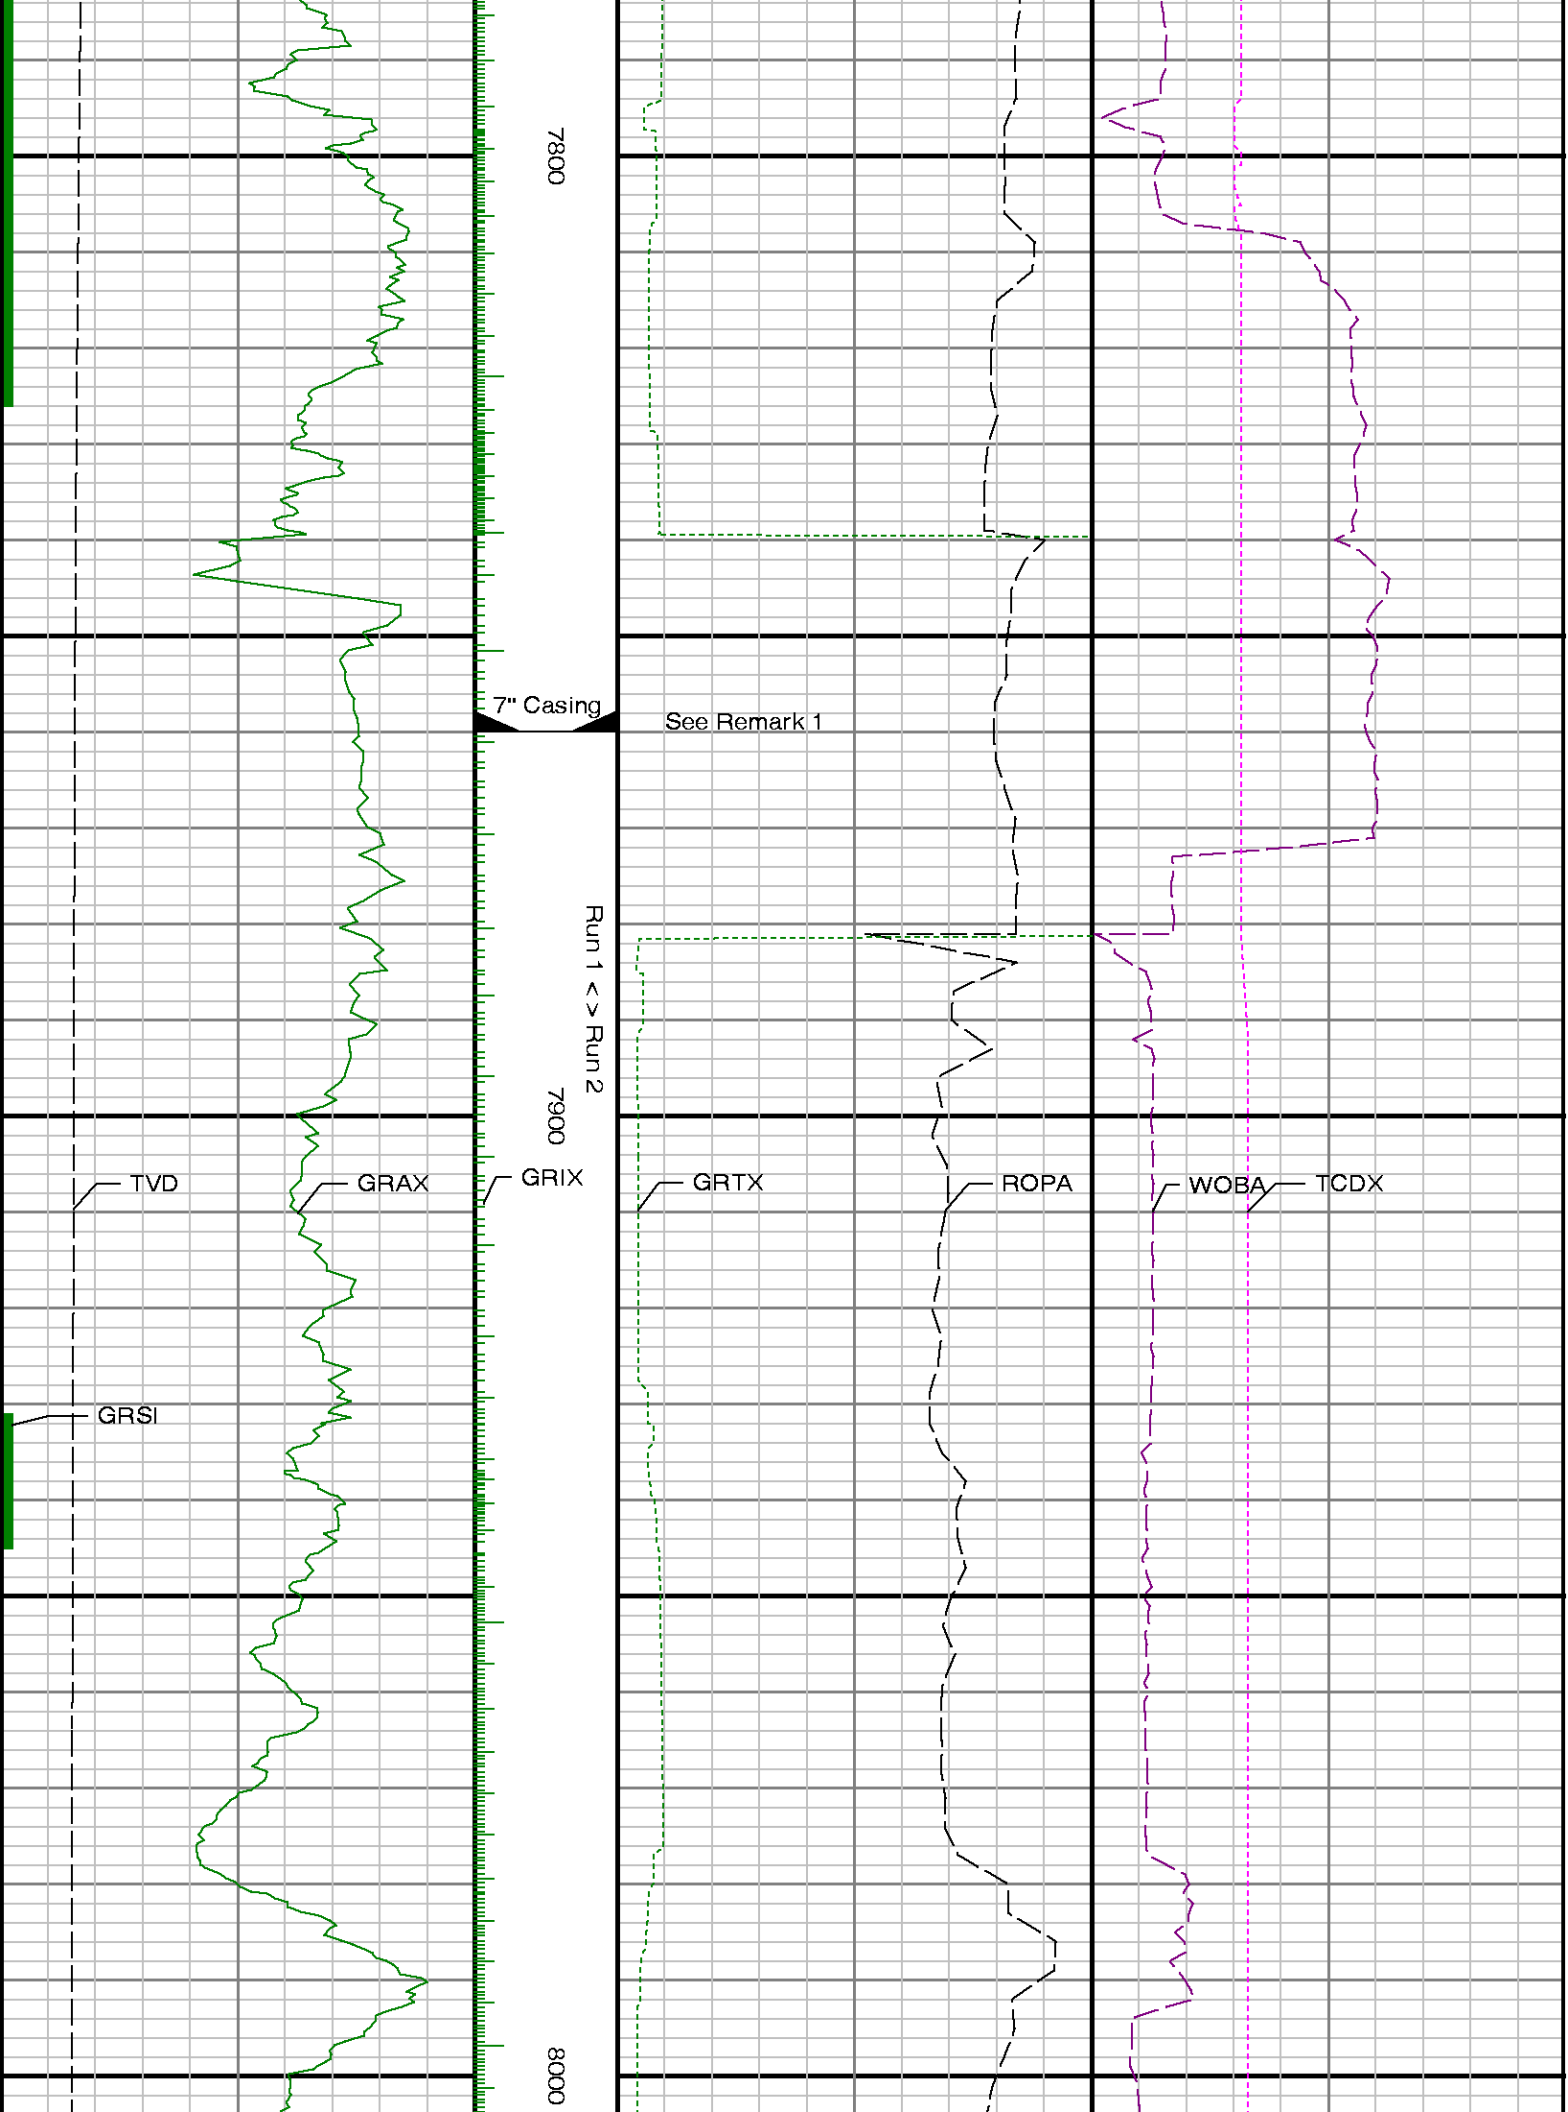 7800
7" Casing
See Remark 1
Run 1 <> Run 2
7900
TVD
GRAX
GRIX
GRTX
ROPA
WOBA
TCDX
GRSI
8000